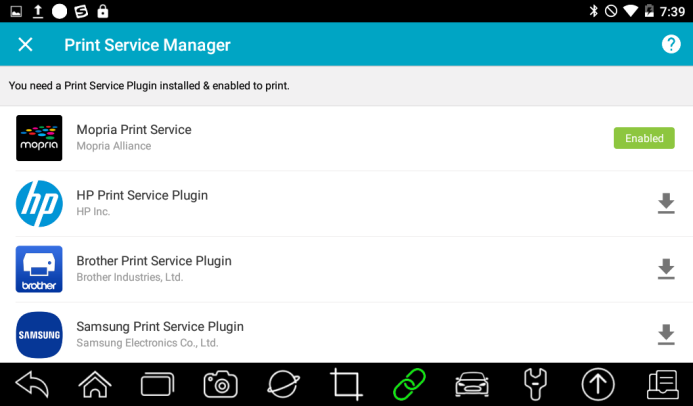 7:39
Print Service Manager
?
You need a Print Service Plugin installed & enabled to print.
mopria
Mopria Print Service
Mopria Alliance
Enabled
hp
HP Print Service Plugin
HP Inc.
brother
Brother Print Service Plugin
Brother Industries, Ltd.
SAMSUNG
Samsung Print Service Plugin
Samsung Electronics Co., Ltd.